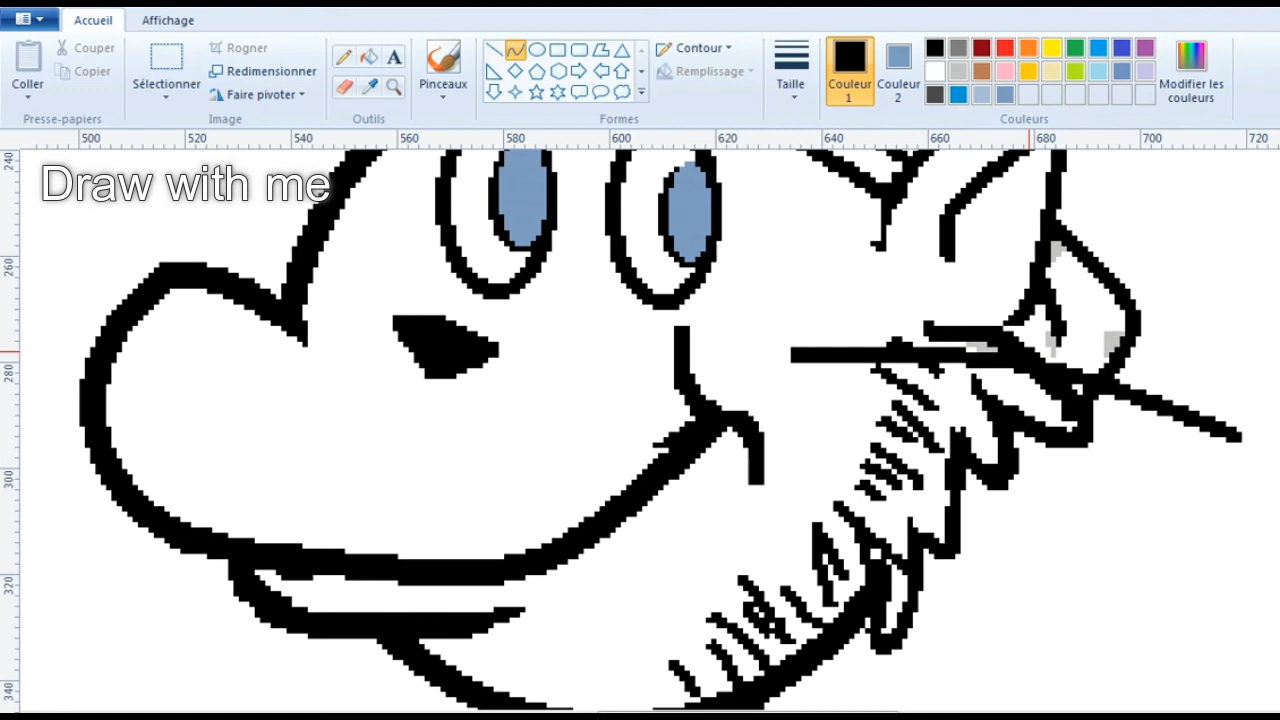 Accueil Affichage
Coller
Couper
Copier
Presse-papiers
Sélectionner
Rogner
Redimensionner
Faire pivoter
Image
A
Outils
Pinceaux
Contour
Remplissage
Formes
Taille
Couleur 1
Couleur 2
Modifier les
couleurs
Couleurs
500 520 540 560 580 600 620 640 660 680 700 720
240
260
280
300
320
340
Draw with me